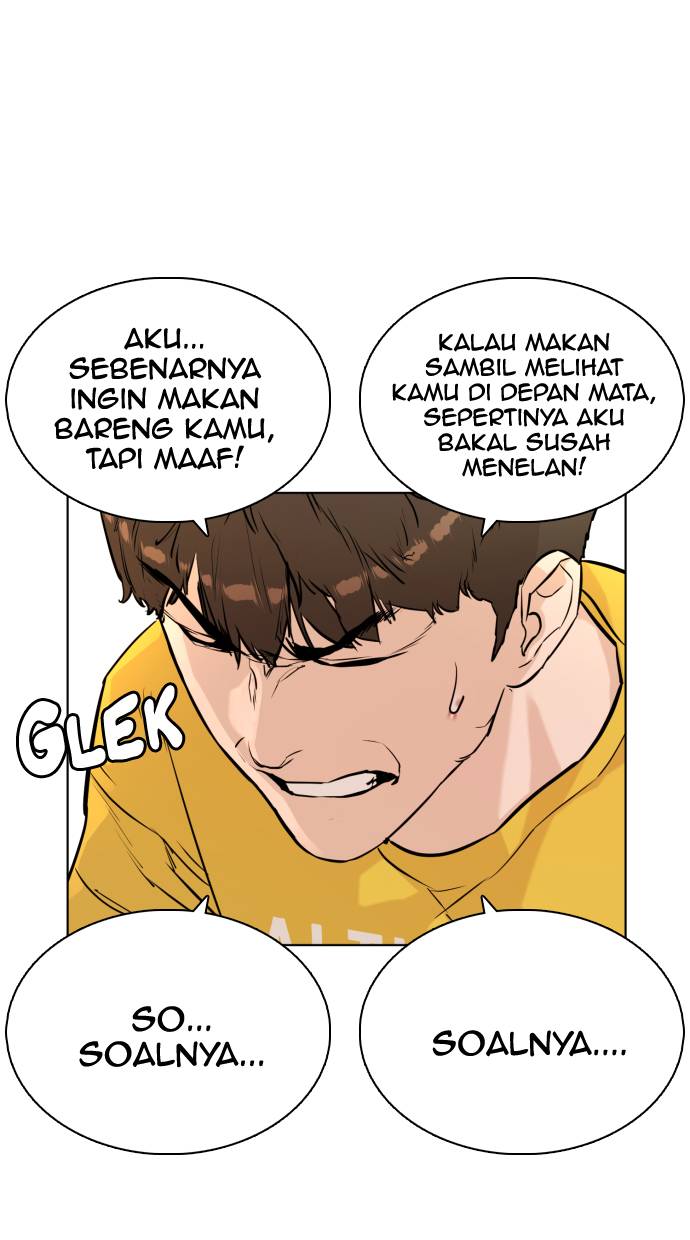 AKU...
SEBENARNYA
INGIN MAKAN
BARENG KAMU,
TAPI MAAF!
KALAU MAKAN
SAMBIL MELIHAT
KAMU DI DEPAN MATA,
SEPERTINYA AKU
BAKAL SUSAH
MENELAN!
GLEK
SO...
SOALNYA...
SOALNYA....